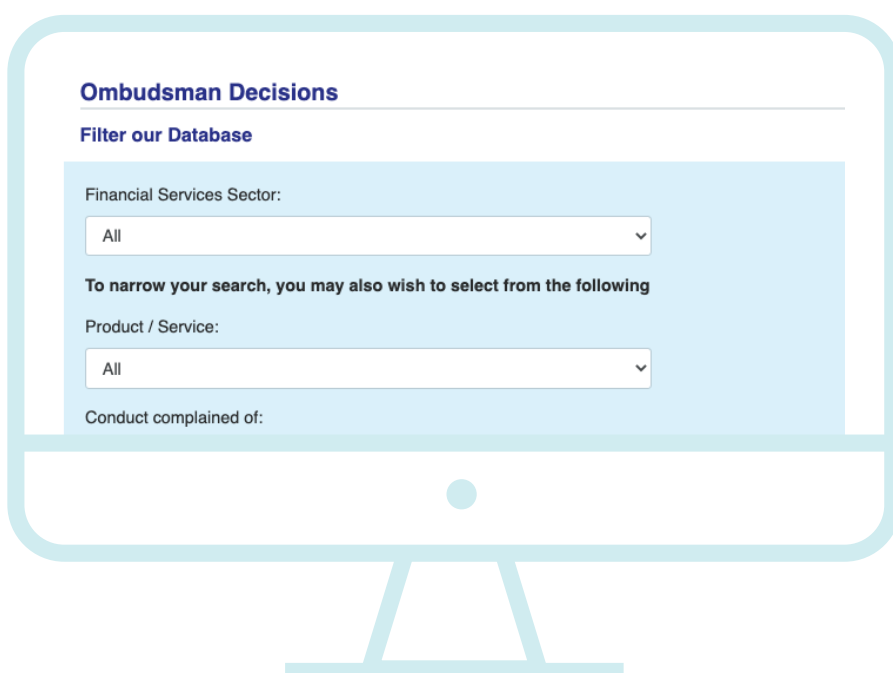 Ombudsman Decisions
Filter our Database
Financial Services Sector:
All
To narrow your search, you may also wish to select from the following
Product / Service:
All
Conduct complained of: